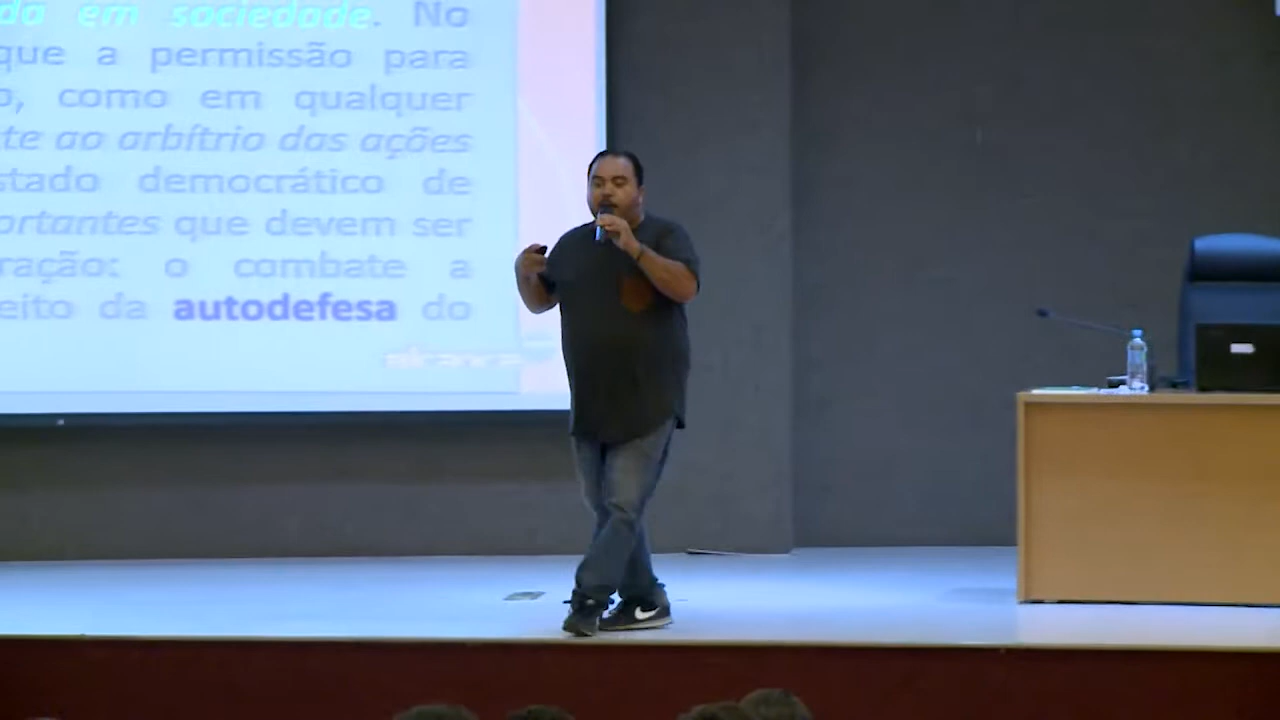 da em sociedade. No
que a permissão para
o, como em qualquer
te ao arbítrio das ações
stado democrático de
ortantes que devem ser
ração: o combate a
eito da autodefesa do